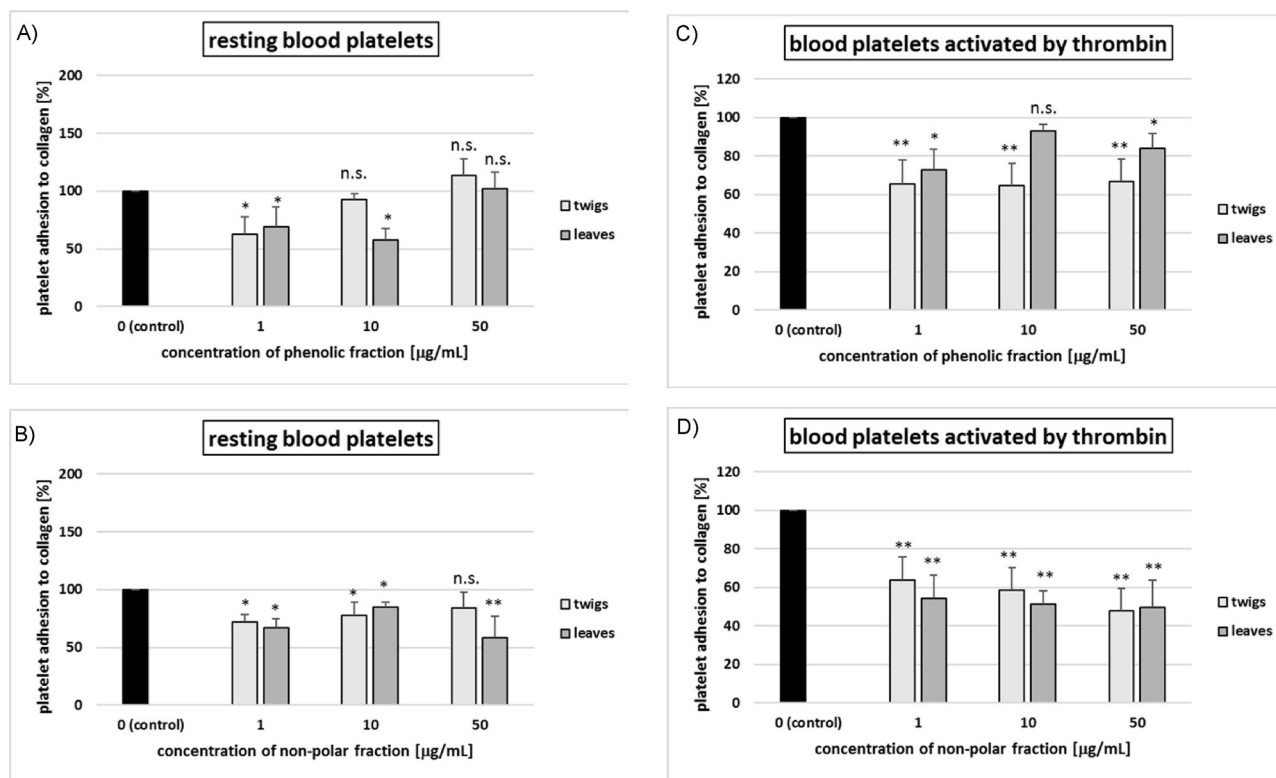 A)
resting blood platelets
platelet adhesion to collagen [%]
200
150
100
50
0
n.s.
n.s.
n.s.
*
*
*
twigs
leaves
0 (control) 1 10 50
concentration of phenolic fraction [µg/mL]
B)
resting blood platelets
platelet adhesion to collagen [%]
200
150
100
50
0
*
*
*
*
n.s.
**
twigs
leaves
0 (control) 1 10 50
concentration of non-polar fraction [µg/mL]
C)
blood platelets activated by thrombin
platelet adhesion to collagen [%]
120
100
80
60
40
20
0
**
*
**
n.s.
**
*
twigs
leaves
0 (control) 1 10 50
concentration of phenolic fraction [µg/mL]
D)
blood platelets activated by thrombin
platelet adhesion to collagen [%]
120
100
80
60
40
20
0
**
**
**
**
**
**
twigs
leaves
0 (control) 1 10 50
concentration of non-polar fraction [µg/mL]